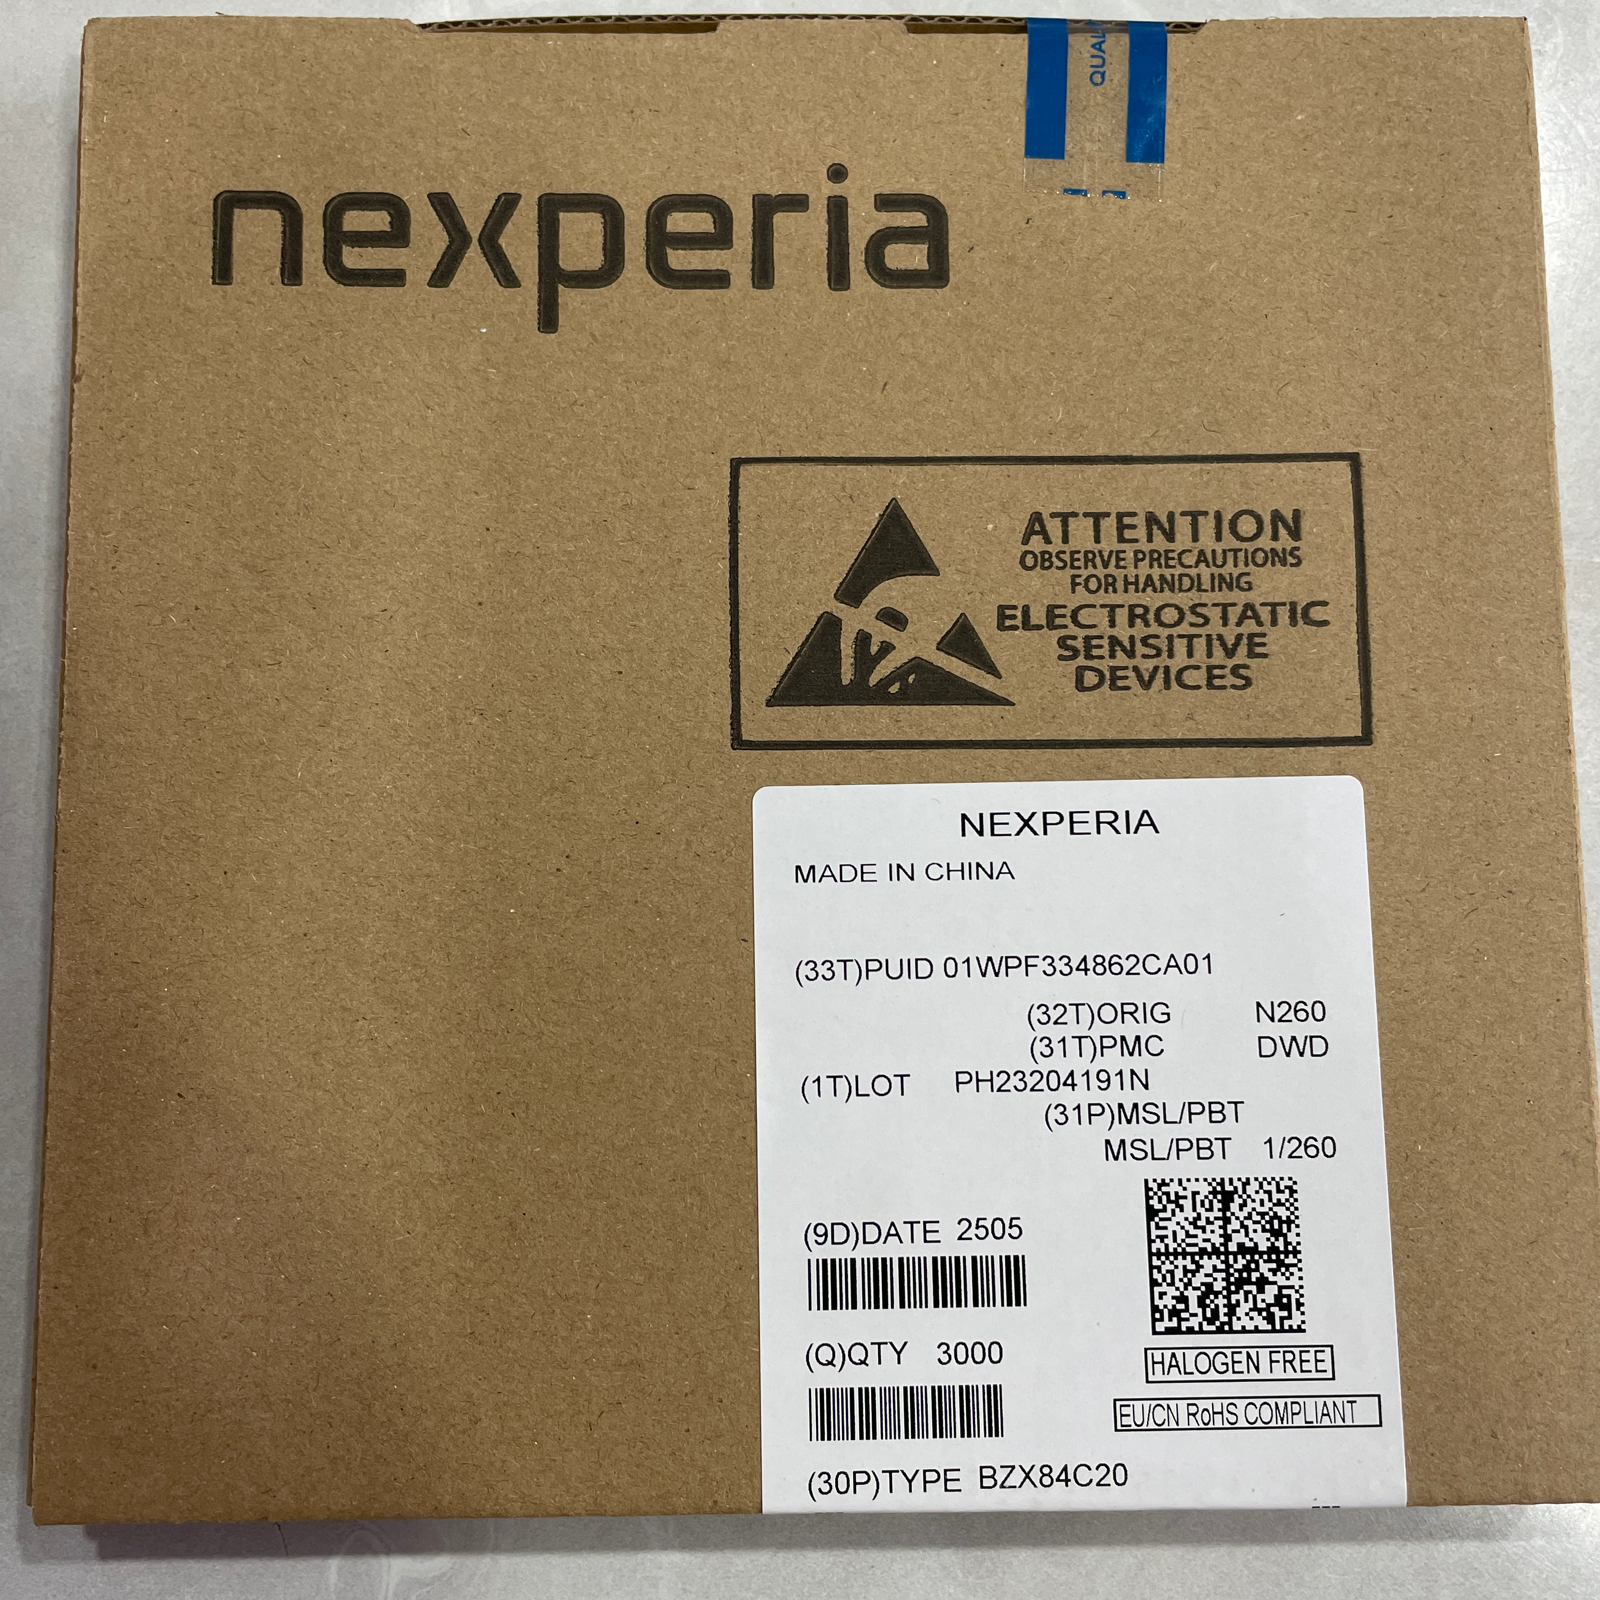 QUAL
nexperia
ATTENTION
OBSERVE PRECAUTIONS
FOR HANDLING
ELECTROSTATIC
SENSITIVE
DEVICES
NEXPERIA
MADE IN CHINA
(33T)PUID 01WPF334862CA01
(32T)ORIG N260
(31T)PMC DWD
(1T)LOT PH23204191N
(31P)MSL/PBT
MSL/PBT 1/260
(9D)DATE 2505
(Q)QTY 3000
HALOGEN FREE
EU/CN RoHS COMPLIANT
(30P)TYPE BZX84C20